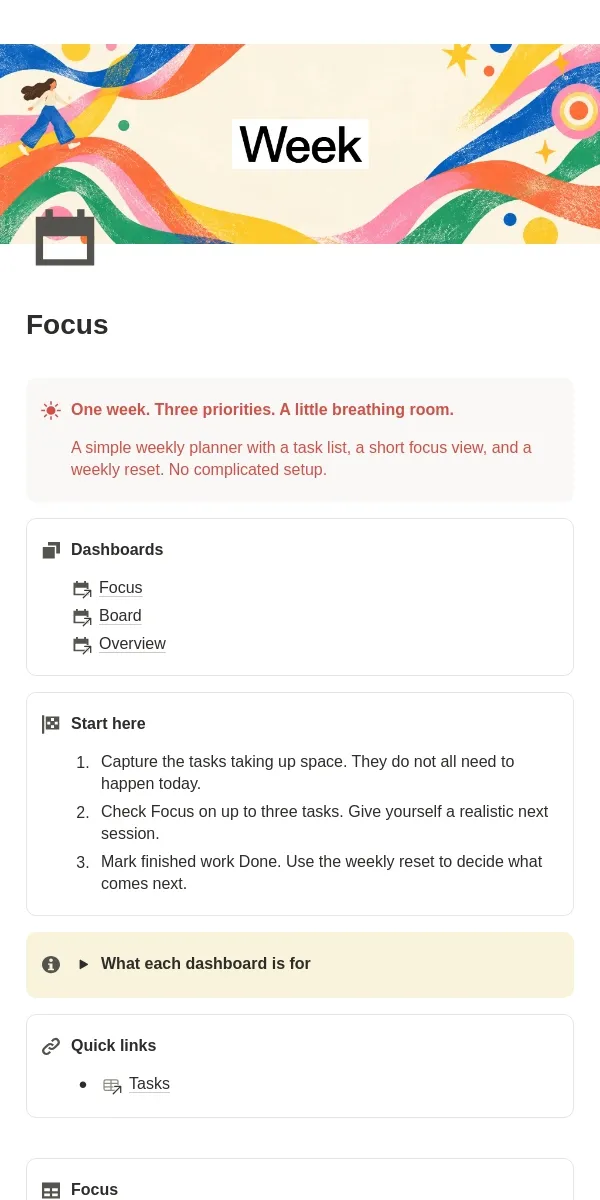 Week
Focus
One week. Three priorities. A little breathing room.
A simple weekly planner with a task list, a short focus view, and a
weekly reset. No complicated setup.
Dashboards
Focus
Board
Overview
Start here
1. Capture the tasks taking up space. They do not all need to
happen today.
2. Check Focus on up to three tasks. Give yourself a realistic next
session.
3. Mark finished work Done. Use the weekly reset to decide what
comes next.
What each dashboard is for
Quick links
Tasks
Focus